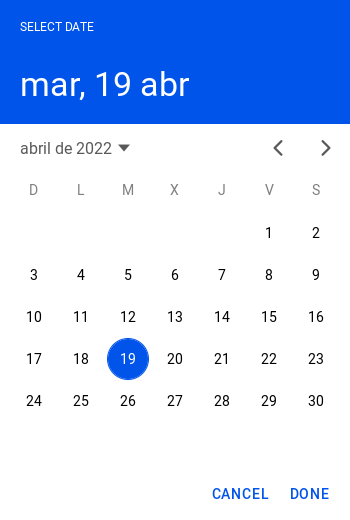 SELECT DATE
mar, 19 abr
abril de 2022
D L M X J V S
1 2
3 4 5 6 7 8 9
10 11 12 13 14 15 16
17 18 19 20 21 22 23
24 25 26 27 28 29 30
CANCEL DONE